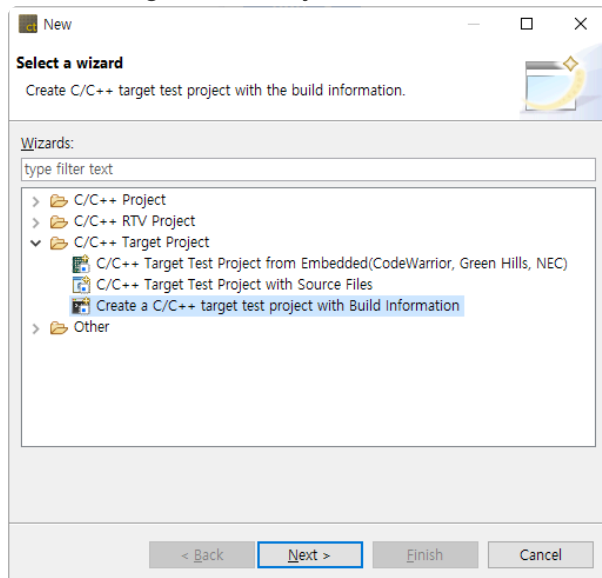 New
Select a wizard
Create C/C++ target test project with the build information.
Wizards:
type filter text
C/C++ Project
C/C++ RTV Project
C/C++ Target Project
C/C++ Target Test Project from Embedded(CodeWarrior, Green Hills, NEC)
C/C++ Target Test Project with Source Files
Create a C/C++ target test project with Build Information
Other
< Back Next > Finish Cancel